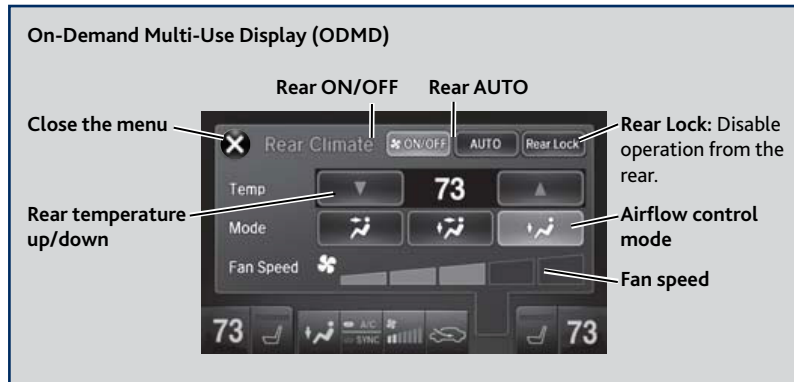 On-Demand Multi-Use Display (ODMD)
Rear ON/OFF
Rear AUTO
Close the menu
Rear Lock: Disable
operation from the
rear.
Rear Climate
ON/OFF
AUTO
Rear Lock
Temp
73
Rear temperature
up/down
Mode
Airflow control
mode
Fan Speed
Fan speed
73
A/C
SYNC
73